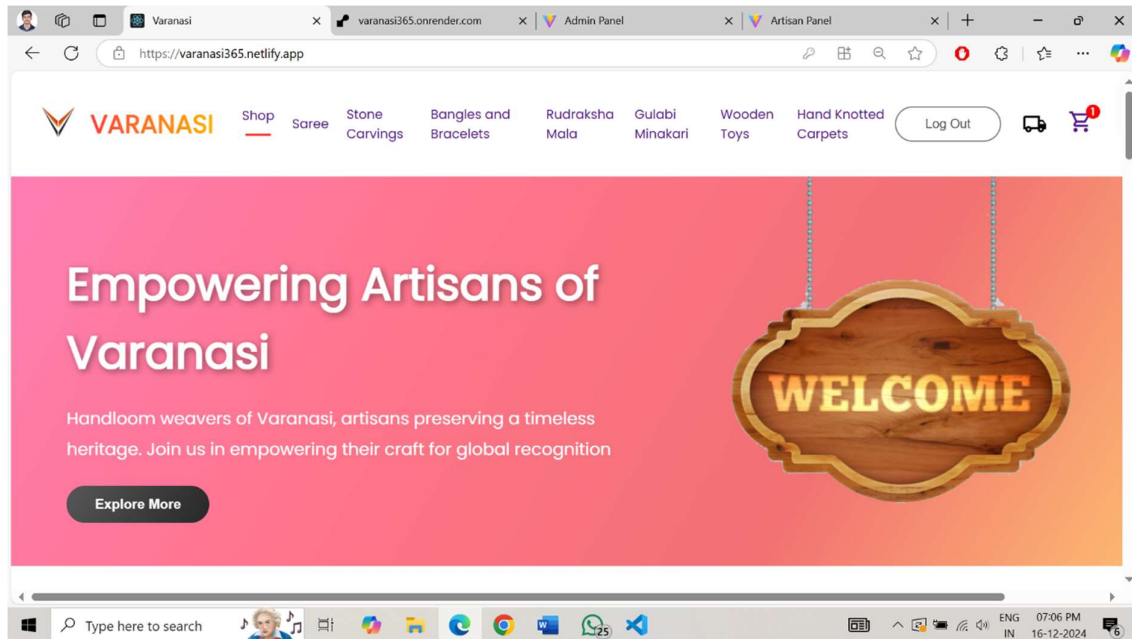 Varanasi
varanasi365.onrender.com
Admin Panel
Artisan Panel
https://varanasi365.netlify.app
VARANASI
Shop
Saree
Stone
Carvings
Bangles and
Bracelets
Rudraksha
Mala
Gulabi
Minakari
Wooden
Toys
Hand Knotted
Carpets
Log Out
1
Empowering Artisans of
Varanasi
Handloom weavers of Varanasi, artisans preserving a timeless
heritage. Join us in empowering their craft for global recognition
Explore More
WELCOME
Type here to search
25
ENG
IN
07:06 PM
16-12-2024
6